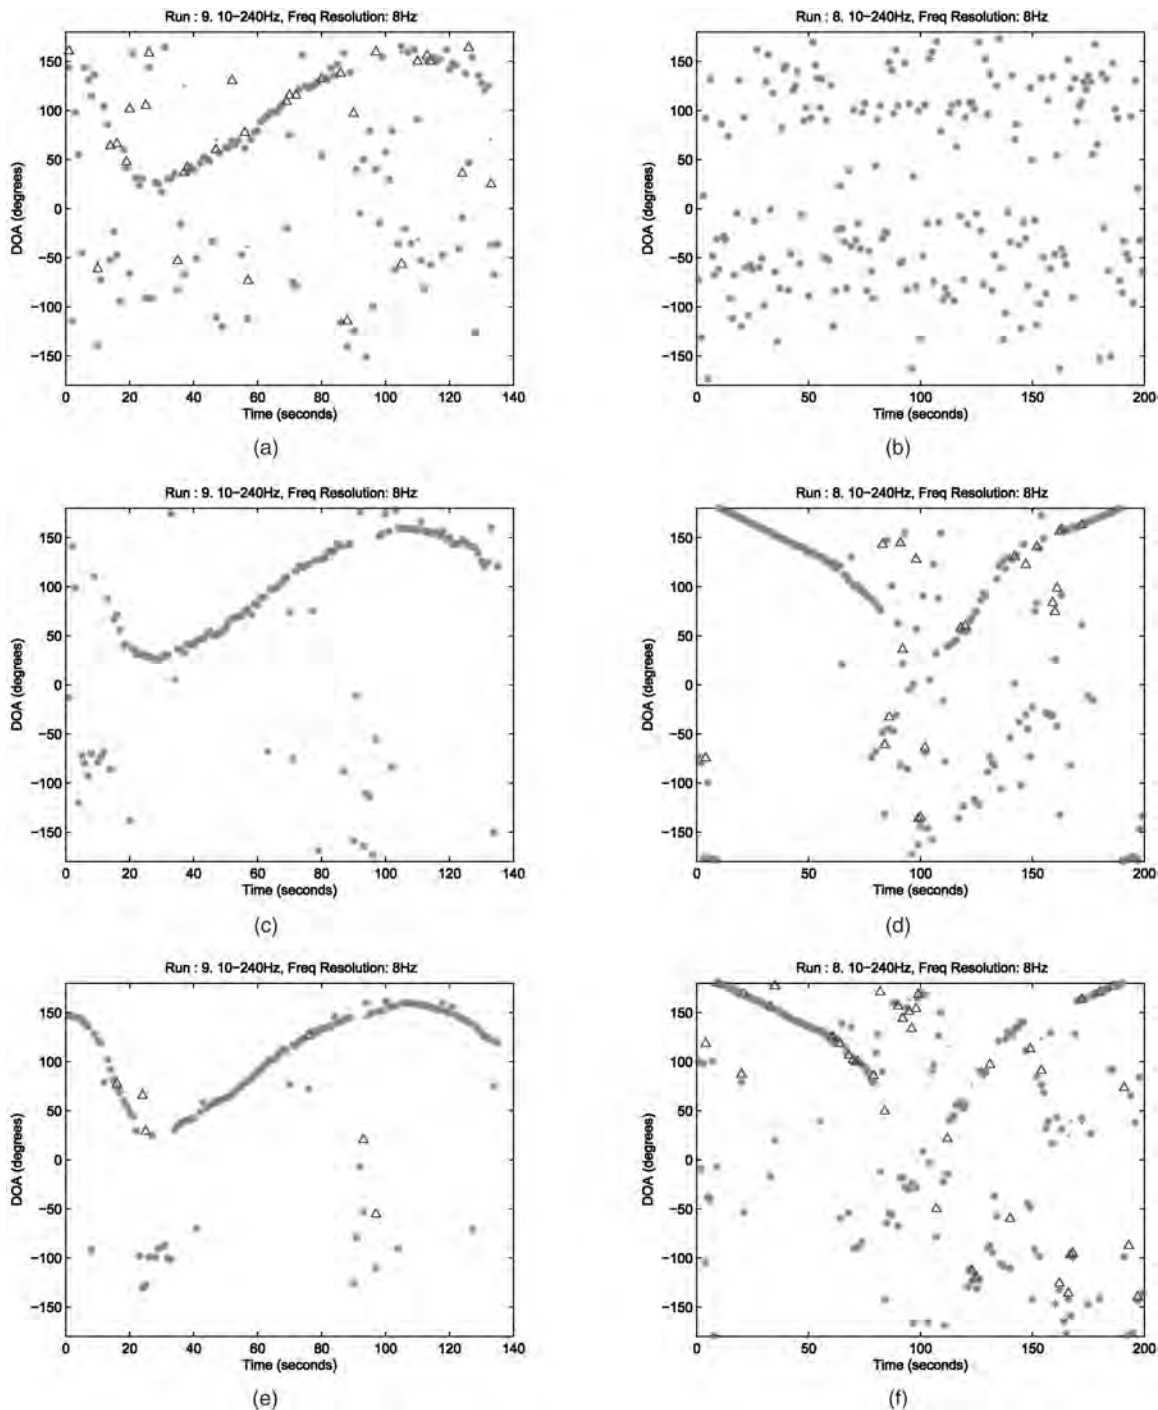 Run : 9. 10−240Hz, Freq Resolution: 8Hz
150
100
50
0
−50
−100
−150
DOA (degrees)
0 20 40 60 80 100 120 140
Time (seconds)
(a)
Run : 8. 10−240Hz, Freq Resolution: 8Hz
150
100
50
0
−50
−100
−150
DOA (degrees)
0 50 100 150 200
Time (seconds)
(b)
Run : 9. 10−240Hz, Freq Resolution: 8Hz
150
100
50
0
−50
−100
−150
DOA (degrees)
0 20 40 60 80 100 120 140
Time (seconds)
(c)
Run : 8. 10−240Hz, Freq Resolution: 8Hz
150
100
50
0
−50
−100
−150
DOA (degrees)
0 50 100 150 200
Time (seconds)
(d)
Run : 9. 10−240Hz, Freq Resolution: 8Hz
150
100
50
0
−50
−100
−150
DOA (degrees)
0 20 40 60 80 100 120 140
Time (seconds)
(e)
Run : 8. 10−240Hz, Freq Resolution: 8Hz
150
100
50
0
−50
−100
−150
DOA (degrees)
0 50 100 150 200
Time (seconds)
(f)